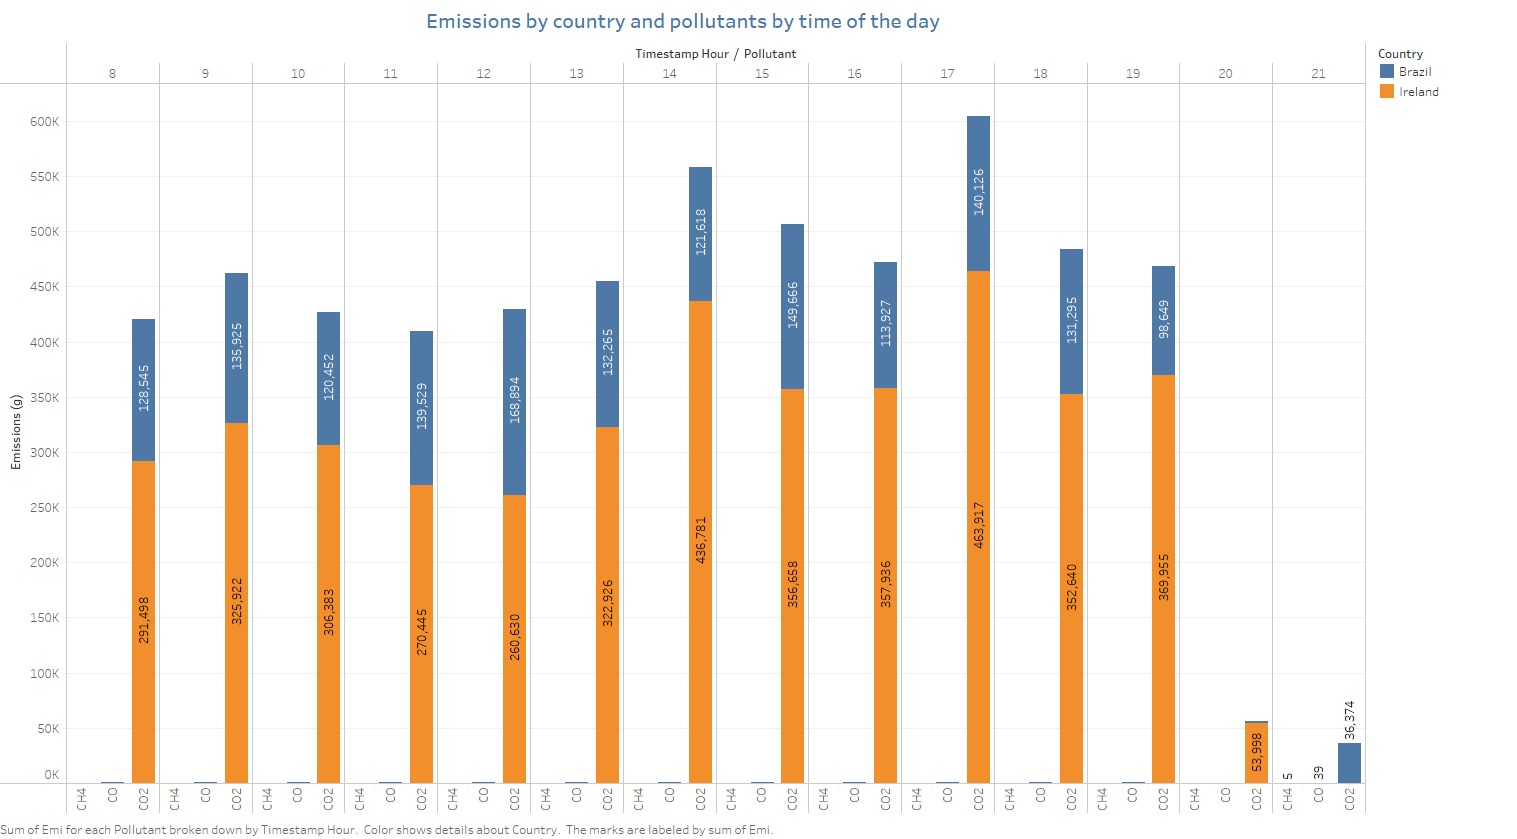 Emissions by country and pollutants by time of the day
Timestamp Hour / Pollutant
8 9 10 11 12 13 14 15 16 17 18 19 20 21
Country
Brazil
Ireland
Emissions (g)
600K
550K
500K
450K
400K
350K
300K
250K
200K
150K
100K
50K
0K
128,545
291,498
135,925
325,922
120,452
306,383
139,529
270,445
168,894
260,630
132,265
322,926
121,618
436,781
149,666
356,658
113,927
357,936
140,126
463,917
131,295
352,640
98,649
369,955
53,998
5
39
36,374
CH4 CO CO2 CH4 CO CO2 CH4 CO CO2 CH4 CO CO2 CH4 CO CO2 CH4 CO CO2 CH4 CO CO2 CH4 CO CO2 CH4 CO CO2 CH4 CO CO2 CH4 CO CO2 CH4 CO CO2 CH4 CO CO2 CH4 CO CO2
Sum of Emi for each Pollutant broken down by Timestamp Hour. Color shows details about Country. The marks are labeled by sum of Emi.